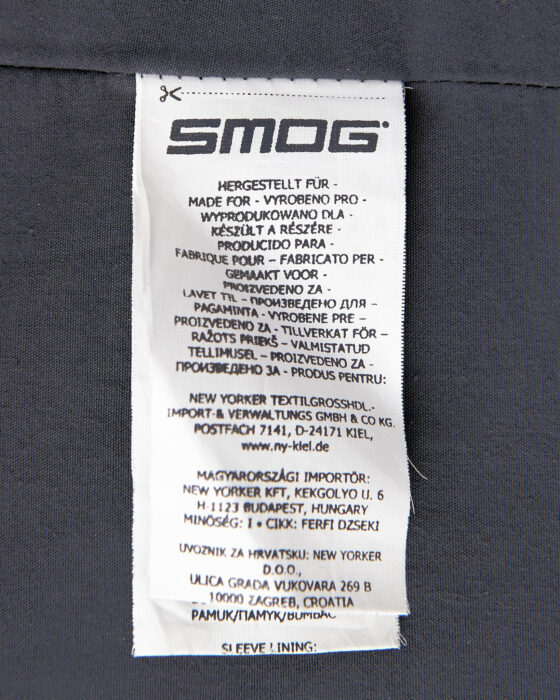 SMOG
HERGESTELLT FÜR -
MADE FOR - VYROBENO PRO -
WYPRODUKOWANO DLA -
KÉSZÜLT A RÉSZÉRE -
PRODUCIDO PARA -
FABRIQUE POUR - FABRICATO PER -
GEMAAKT VOOR -
PROIZVEDENO ZA -
LAVET TIL - ПРОИЗВЕДЕНО ДЛЯ -
PAGAMINTA - VYROBENE PRE -
PROIZVEDENO ZA - TILLVERKAT FÖR -
RAŽOTS PRIEKŠ - VALMISTATUD
TELLIMUSEL - PROIZVEDENO ZA -
ПРОИЗВЕДЕНО ЗА - PRODUS PENTRU:
NEW YORKER TEXTILGROSSHDL.-
IMPORT-& VERWALTUNGS GMBH & CO KG.
POSTFACH 7141, D-24171 KIEL,
www.ny-kiel.de
MAGYARORSZÁGI IMPORTÖR:
NEW YORKER KFT, KEKGOLYO U. 6
H-1123 BUDAPEST, HUNGARY
MINŐSÉG: I • CIKK: FERFI DZSEKI
UVOZNIK ZA HRVATSKU: NEW YORKER
D.O.O.,
ULICA GRADA VUKOVARA 269 B
10000 ZAGREB, CROATIA
PAMUK/ПАМУК/BUMBAC
SLEEVE LINING: